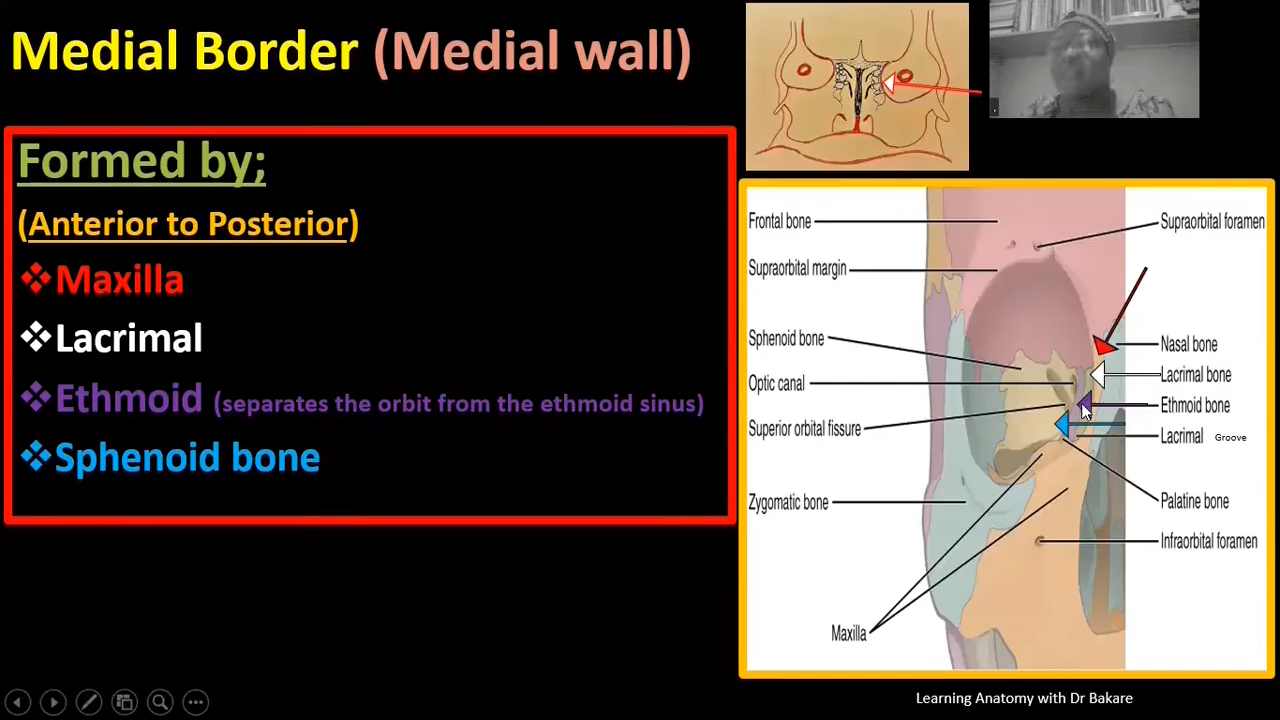 Medial Border (Medial wall)
Formed by;
(Anterior to Posterior)
❖Maxilla
❖Lacrimal
❖Ethmoid (separates the orbit from the ethmoid sinus)
❖Sphenoid bone
Frontal bone
Supraorbital margin
Sphenoid bone
Optic canal
Superior orbital fissure
Zygomatic bone
Maxilla
Supraorbital foramen
Nasal bone
Lacrimal bone
Ethmoid bone
Lacrimal Groove
Palatine bone
Infraorbital foramen
Learning Anatomy with Dr Bakare